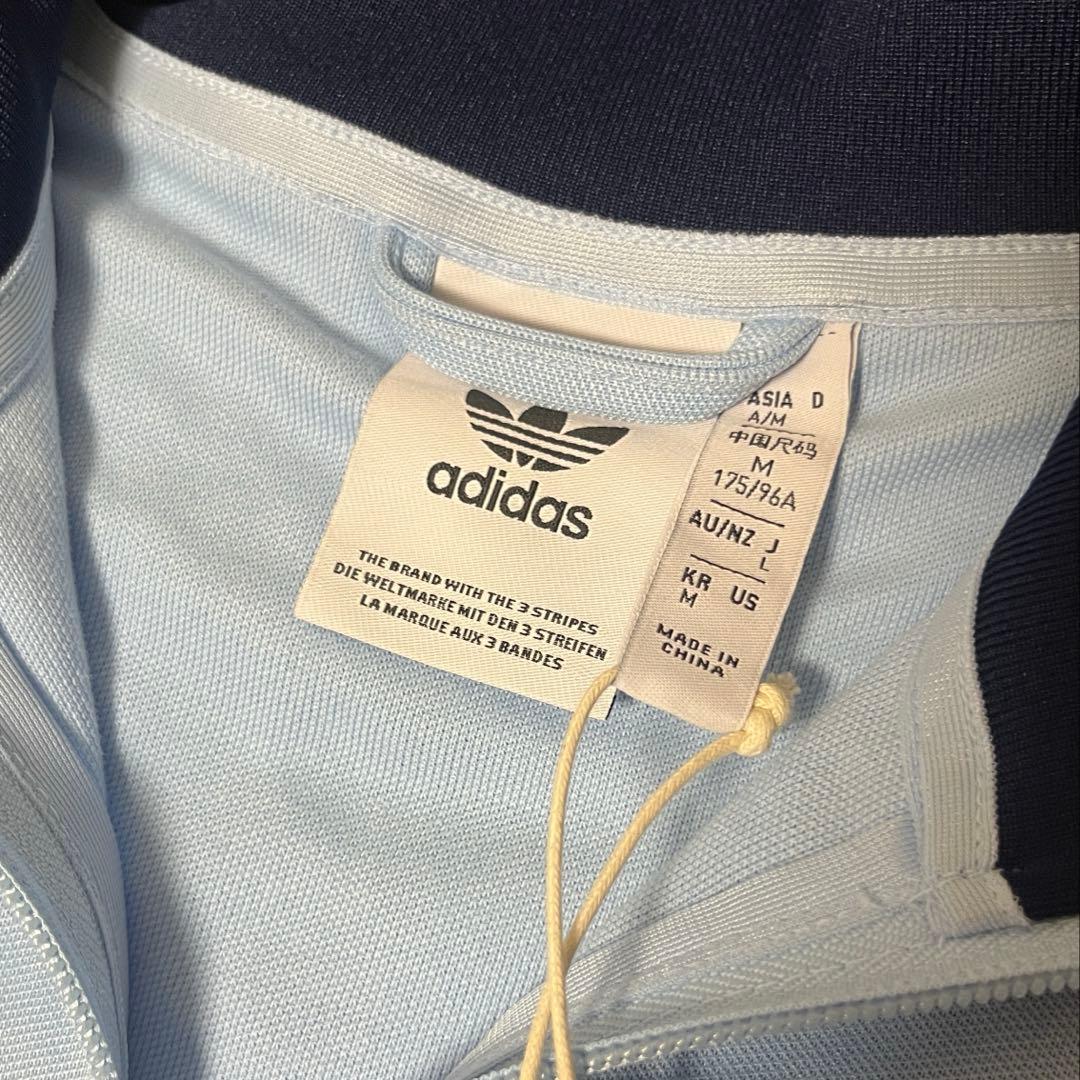 adidas
THE BRAND WITH THE 3 STRIPES
DIE WELTMARKE MIT DEN 3 STREIFEN
LA MARQUE AUX 3 BANDES
ASIA D
A/M
中国尺码
M
175/96A
AU/NZ J
L
KR US
M
MADE IN
CHINA